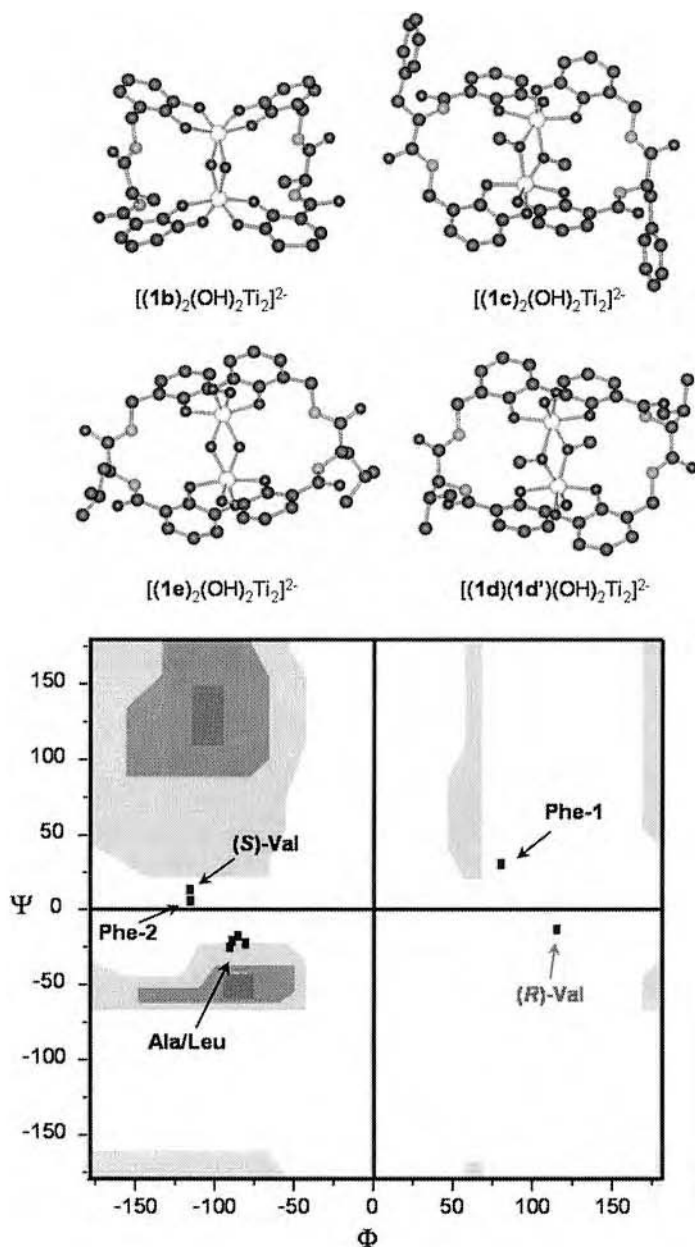 [(1b)₂(OH)₂Ti₂]²⁻ [(1c)₂(OH)₂Ti₂]²⁻
[(1e)₂(OH)₂Ti₂]²⁻ [(1d)(1d')(OH)₂Ti₂]²⁻
150
100
50
0
-50
-100
-150
Ψ
Phe-1
(S)-Val
Phe-2
(R)-Val
Ala/Leu
-150 -100 -50 0 50 100 150
Φ